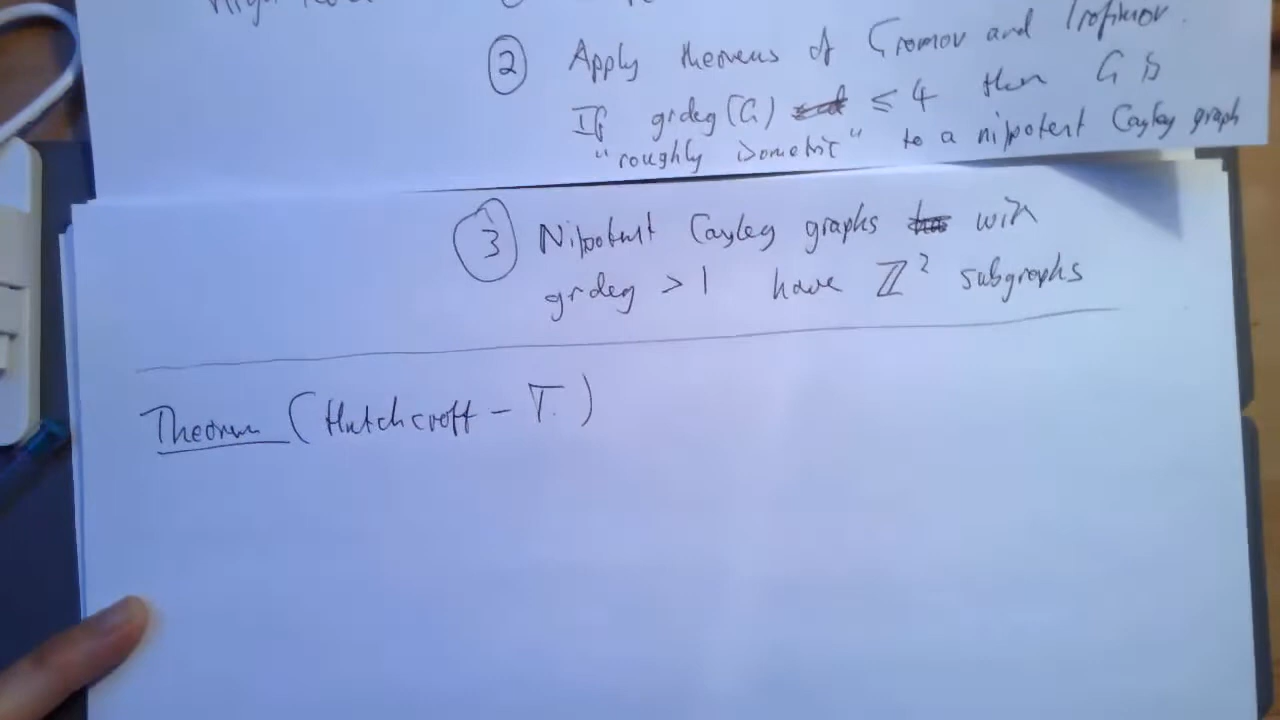 ② Apply theorems of Gromov and Trofimov.
If grdeg(G) ≤ 4 then G is
"roughly isometric" to a nilpotent Cayley graph
③ Nilpotent Cayley graphs with
grdeg > 1 have ℤ² subgraphs
Theorem (Hutchcroft – T.)